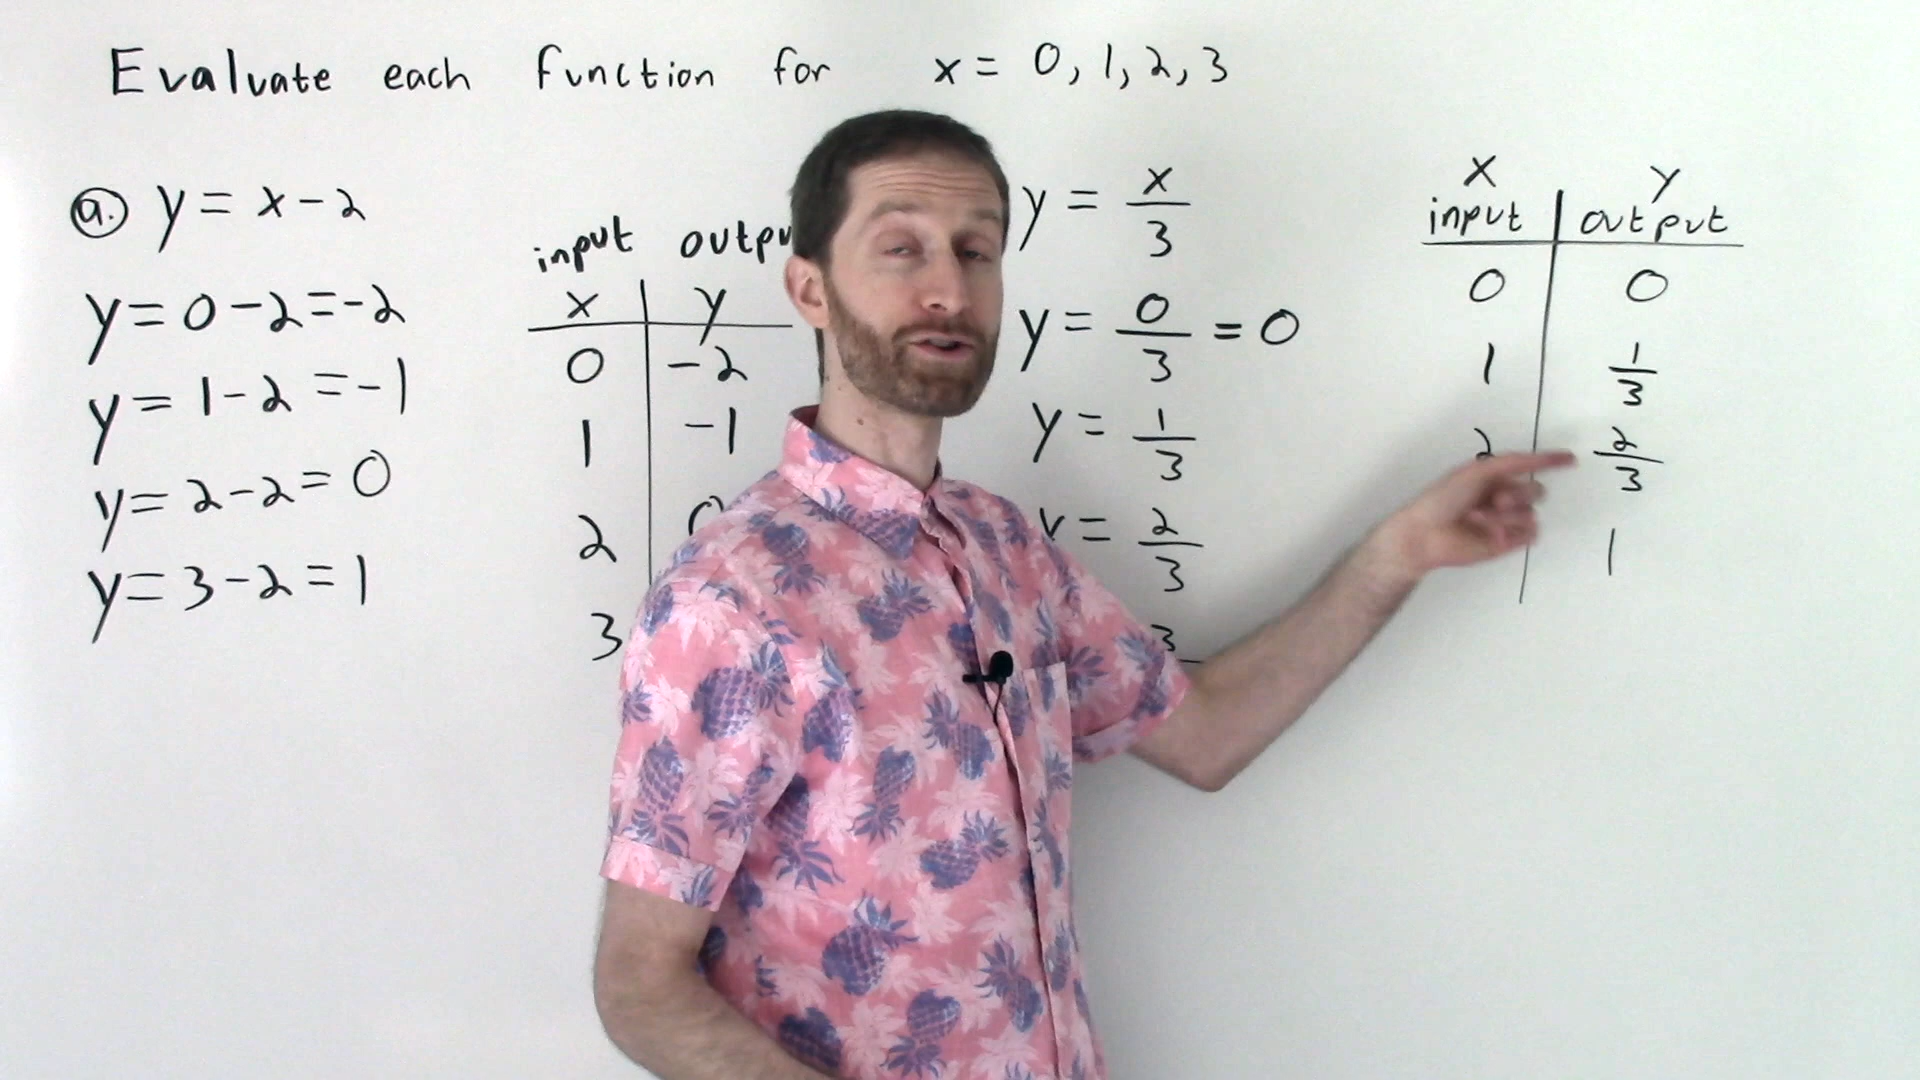 Evaluate each function for x = 0, 1, 2, 3
a. y = x - 2
y = 0 - 2 = -2
y = 1 - 2 = -1
y = 2 - 2 = 0
y = 3 - 2 = 1
input
x | y
0 | -2
1 | -1
2
3
y = x/3
y = 0/3 = 0
y = 1/3
y = 2/3
3
x y
input | output
0 | 0
1 | 1/3
2 | 2/3
1